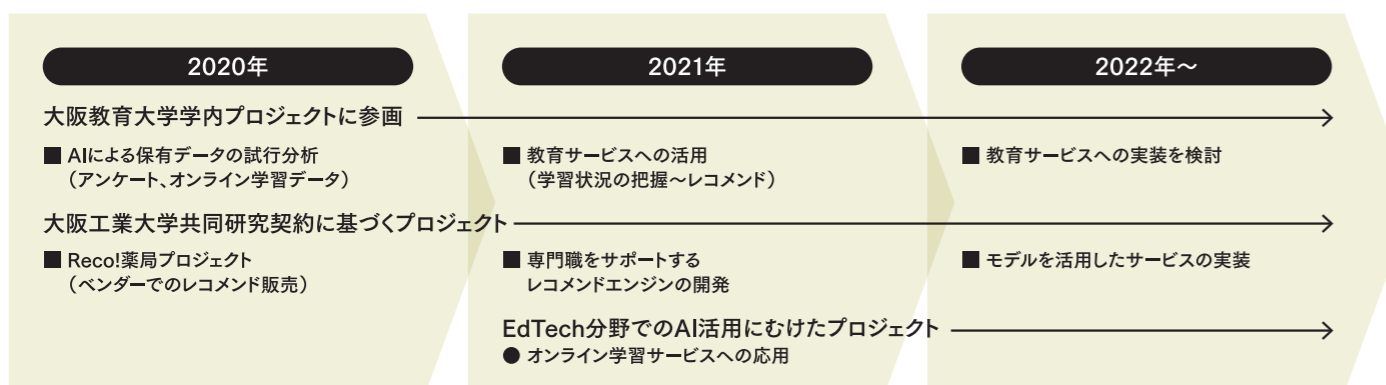 2020年
2021年
2022年～
大阪教育大学学内プロジェクトに参画
■ AIによる保有データの試行分析
（アンケート、オンライン学習データ）
■ 教育サービスへの活用
（学習状況の把握～レコメンド）
■ 教育サービスへの実装を検討
大阪工業大学共同研究契約に基づくプロジェクト
■ Reco!薬局プロジェクト
（ベンダーでのレコメンド販売）
■ 専門職をサポートする
レコメンドエンジンの開発
■ モデルを活用したサービスの実装
EdTech分野でのAI活用にむけたプロジェクト
● オンライン学習サービスへの応用